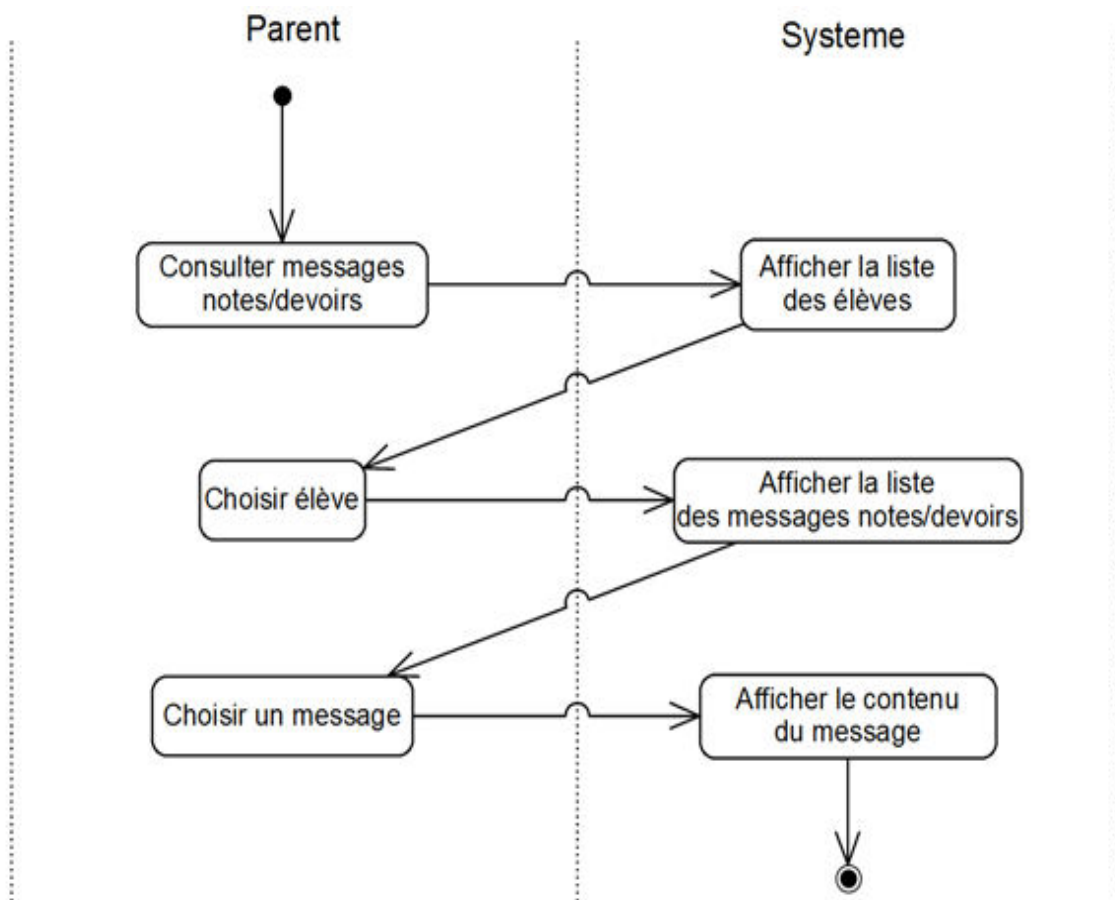 Parent
Systeme
Consulter messages
notes/devoirs
Afficher la liste
des élèves
Choisir élève
Afficher la liste
des messages notes/devoirs
Choisir un message
Afficher le contenu
du message